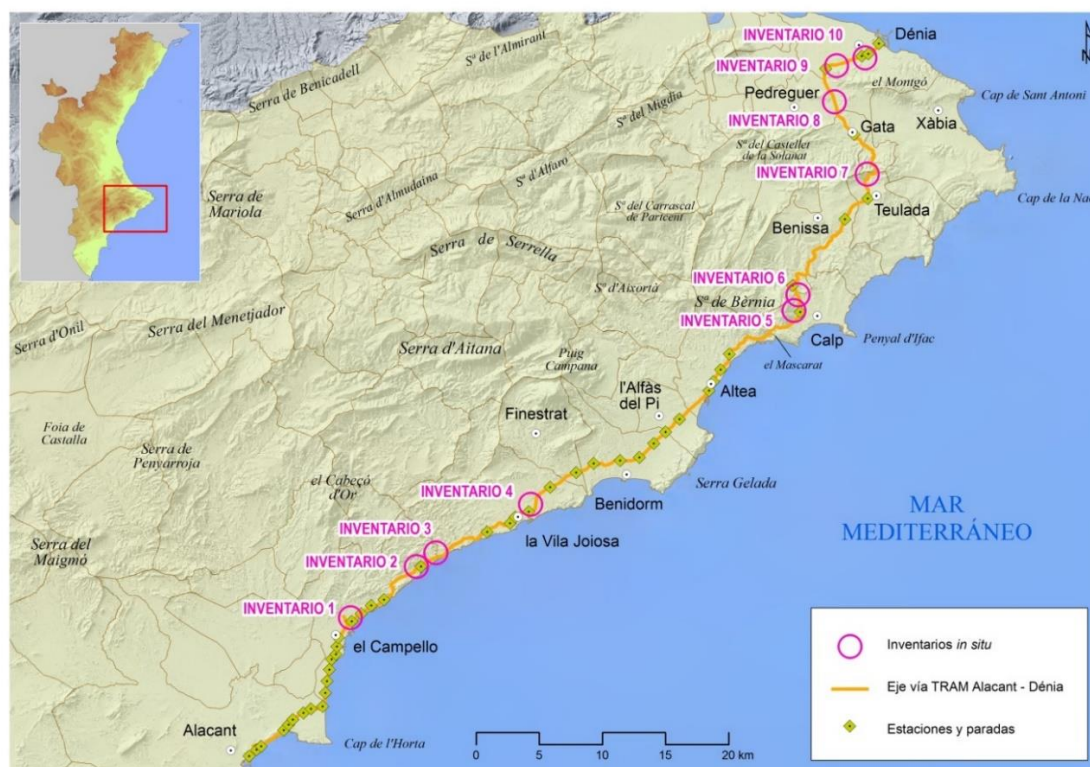 INVENTARIO 10
Dénia
Sª de l'Almirall
Serra de Benicadell
INVENTARIO 9
el Montgó
Pedreguer
Cap de Sant Antoni
Sª del Migdia
INVENTARIO 8
Xàbia
Gata
Sª del Castellet
de la Solanat
Sª d'Alfaro
INVENTARIO 7
Serra d'Almudaina
Serra de
Mariola
Cap de la Nao
Teulada
Sª del Carrascal
de Parcent
Benissa
Serra de Serrella
INVENTARIO 6
Sª d'Aixortà
Sª de Bèrnia
Serra del Menetjador
INVENTARIO 5
Serra d'Onil
Calp
Penyal d'Ifac
Serra d'Aitana
Puig
Campana
el Mascarat
l'Alfàs
del Pi
Altea
Finestrat
Foia de
Castalla
Serra de
Penyarroja
el Cabeçó
d'Or
Serra Gelada
INVENTARIO 4
Benidorm
MAR
MEDITERRÁNEO
INVENTARIO 3
la Vila Joiosa
Serra del
Maigmó
INVENTARIO 2
INVENTARIO 1
el Campello
Inventarios in situ
Eje vía TRAM Alacant - Dénia
Estaciones y paradas
Alacant
Cap de l'Horta
0 5 10 20 km